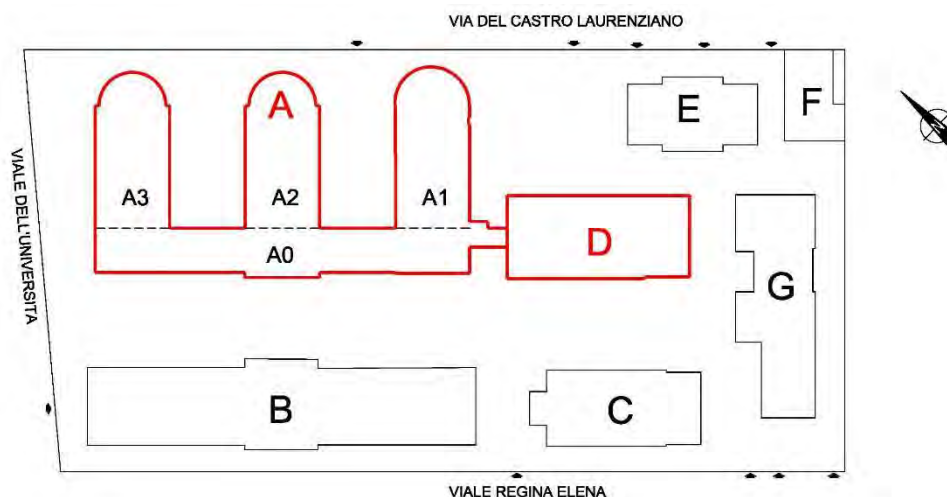 VIA DEL CASTRO LAURENZIANO
A
E
F
VIALE DELL'UNIVERSITA
A3
A2
A1
A0
D
G
B
C
VIALE REGINA ELENA